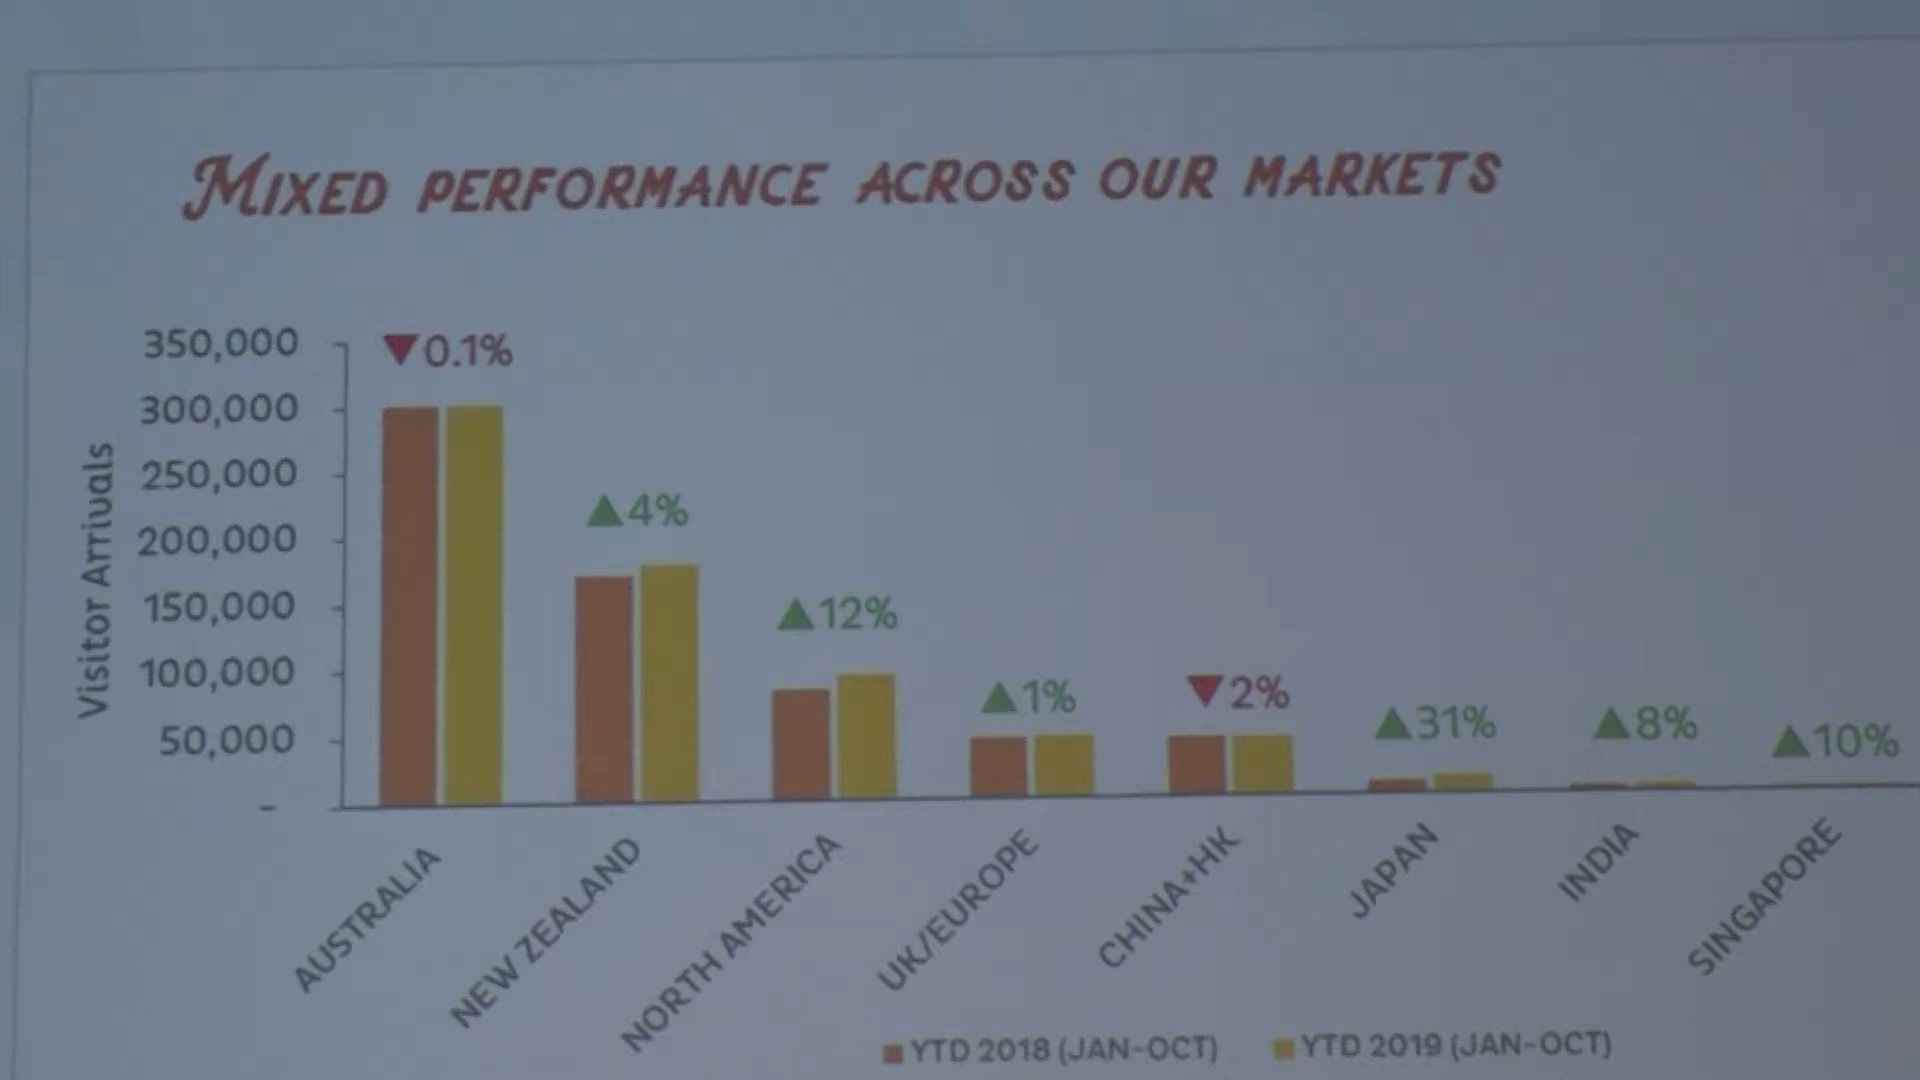 MIXED PERFORMANCE ACROSS OUR MARKETS
Visitor Arrivals
350,000
300,000
250,000
200,000
150,000
100,000
50,000
-
▼0.1%
▲4%
▲12%
▲1%
▼2%
▲31%
▲8%
▲10%
AUSTRALIA
NEW ZEALAND
NORTH AMERICA
UK/EUROPE
CHINA+HK
JAPAN
INDIA
SINGAPORE
YTD 2018 (JAN-OCT)
YTD 2019 (JAN-OCT)